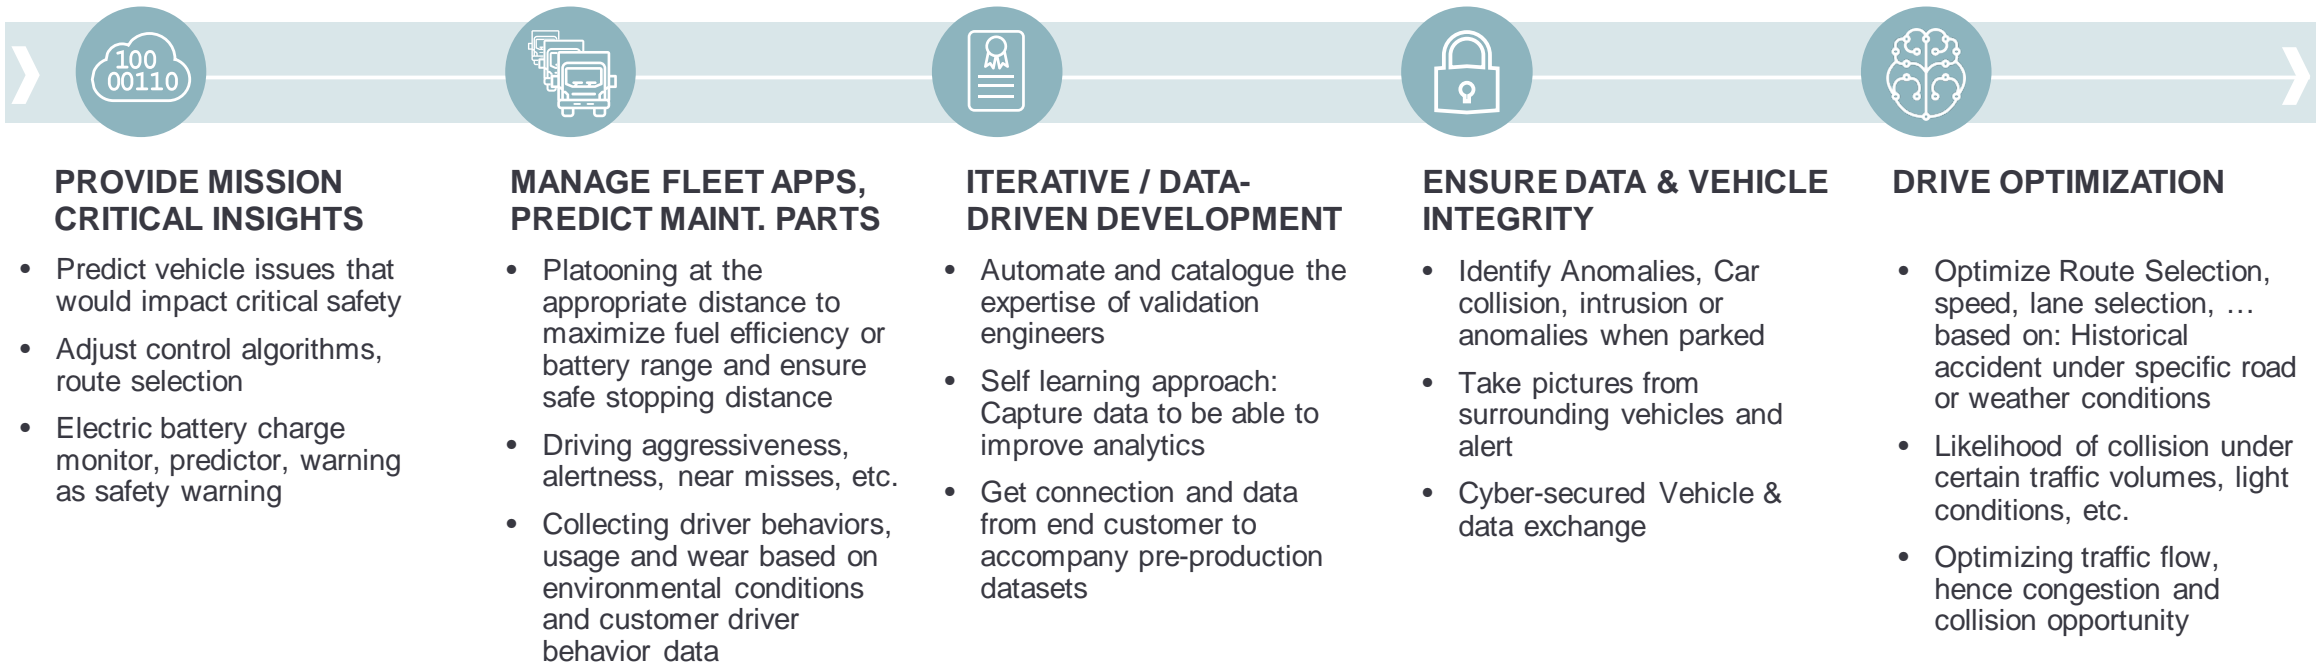 100
00110
PROVIDE MISSION
CRITICAL INSIGHTS
• Predict vehicle issues that
would impact critical safety
• Adjust control algorithms,
route selection
• Electric battery charge
monitor, predictor, warning
as safety warning
MANAGE FLEET APPS,
PREDICT MAINT. PARTS
• Platooning at the
appropriate distance to
maximize fuel efficiency or
battery range and ensure
safe stopping distance
• Driving aggressiveness,
alertness, near misses, etc.
• Collecting driver behaviors,
usage and wear based on
environmental conditions
and customer driver
behavior data
ITERATIVE / DATA-
DRIVEN DEVELOPMENT
• Automate and catalogue the
expertise of validation
engineers
• Self learning approach:
Capture data to be able to
improve analytics
• Get connection and data
from end customer to
accompany pre-production
datasets
ENSURE DATA & VEHICLE
INTEGRITY
• Identify Anomalies, Car
collision, intrusion or
anomalies when parked
• Take pictures from
surrounding vehicles and
alert
• Cyber-secured Vehicle &
data exchange
DRIVE OPTIMIZATION
• Optimize Route Selection,
speed, lane selection, …
based on: Historical
accident under specific road
or weather conditions
• Likelihood of collision under
certain traffic volumes, light
conditions, etc.
• Optimizing traffic flow,
hence congestion and
collision opportunity